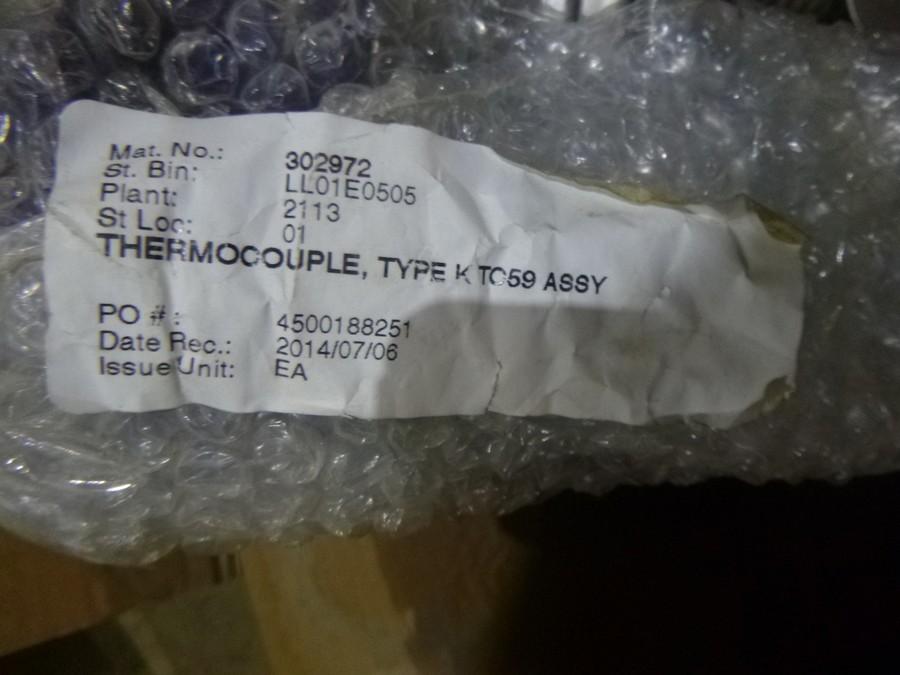 Mat. No.: 302972
St. Bin: LL01E0505
Plant: 2113
St Loc: 01
THERMOCOUPLE, TYPE K TC59 ASSY
PO #: 4500188251
Date Rec.: 2014/07/06
Issue Unit: EA